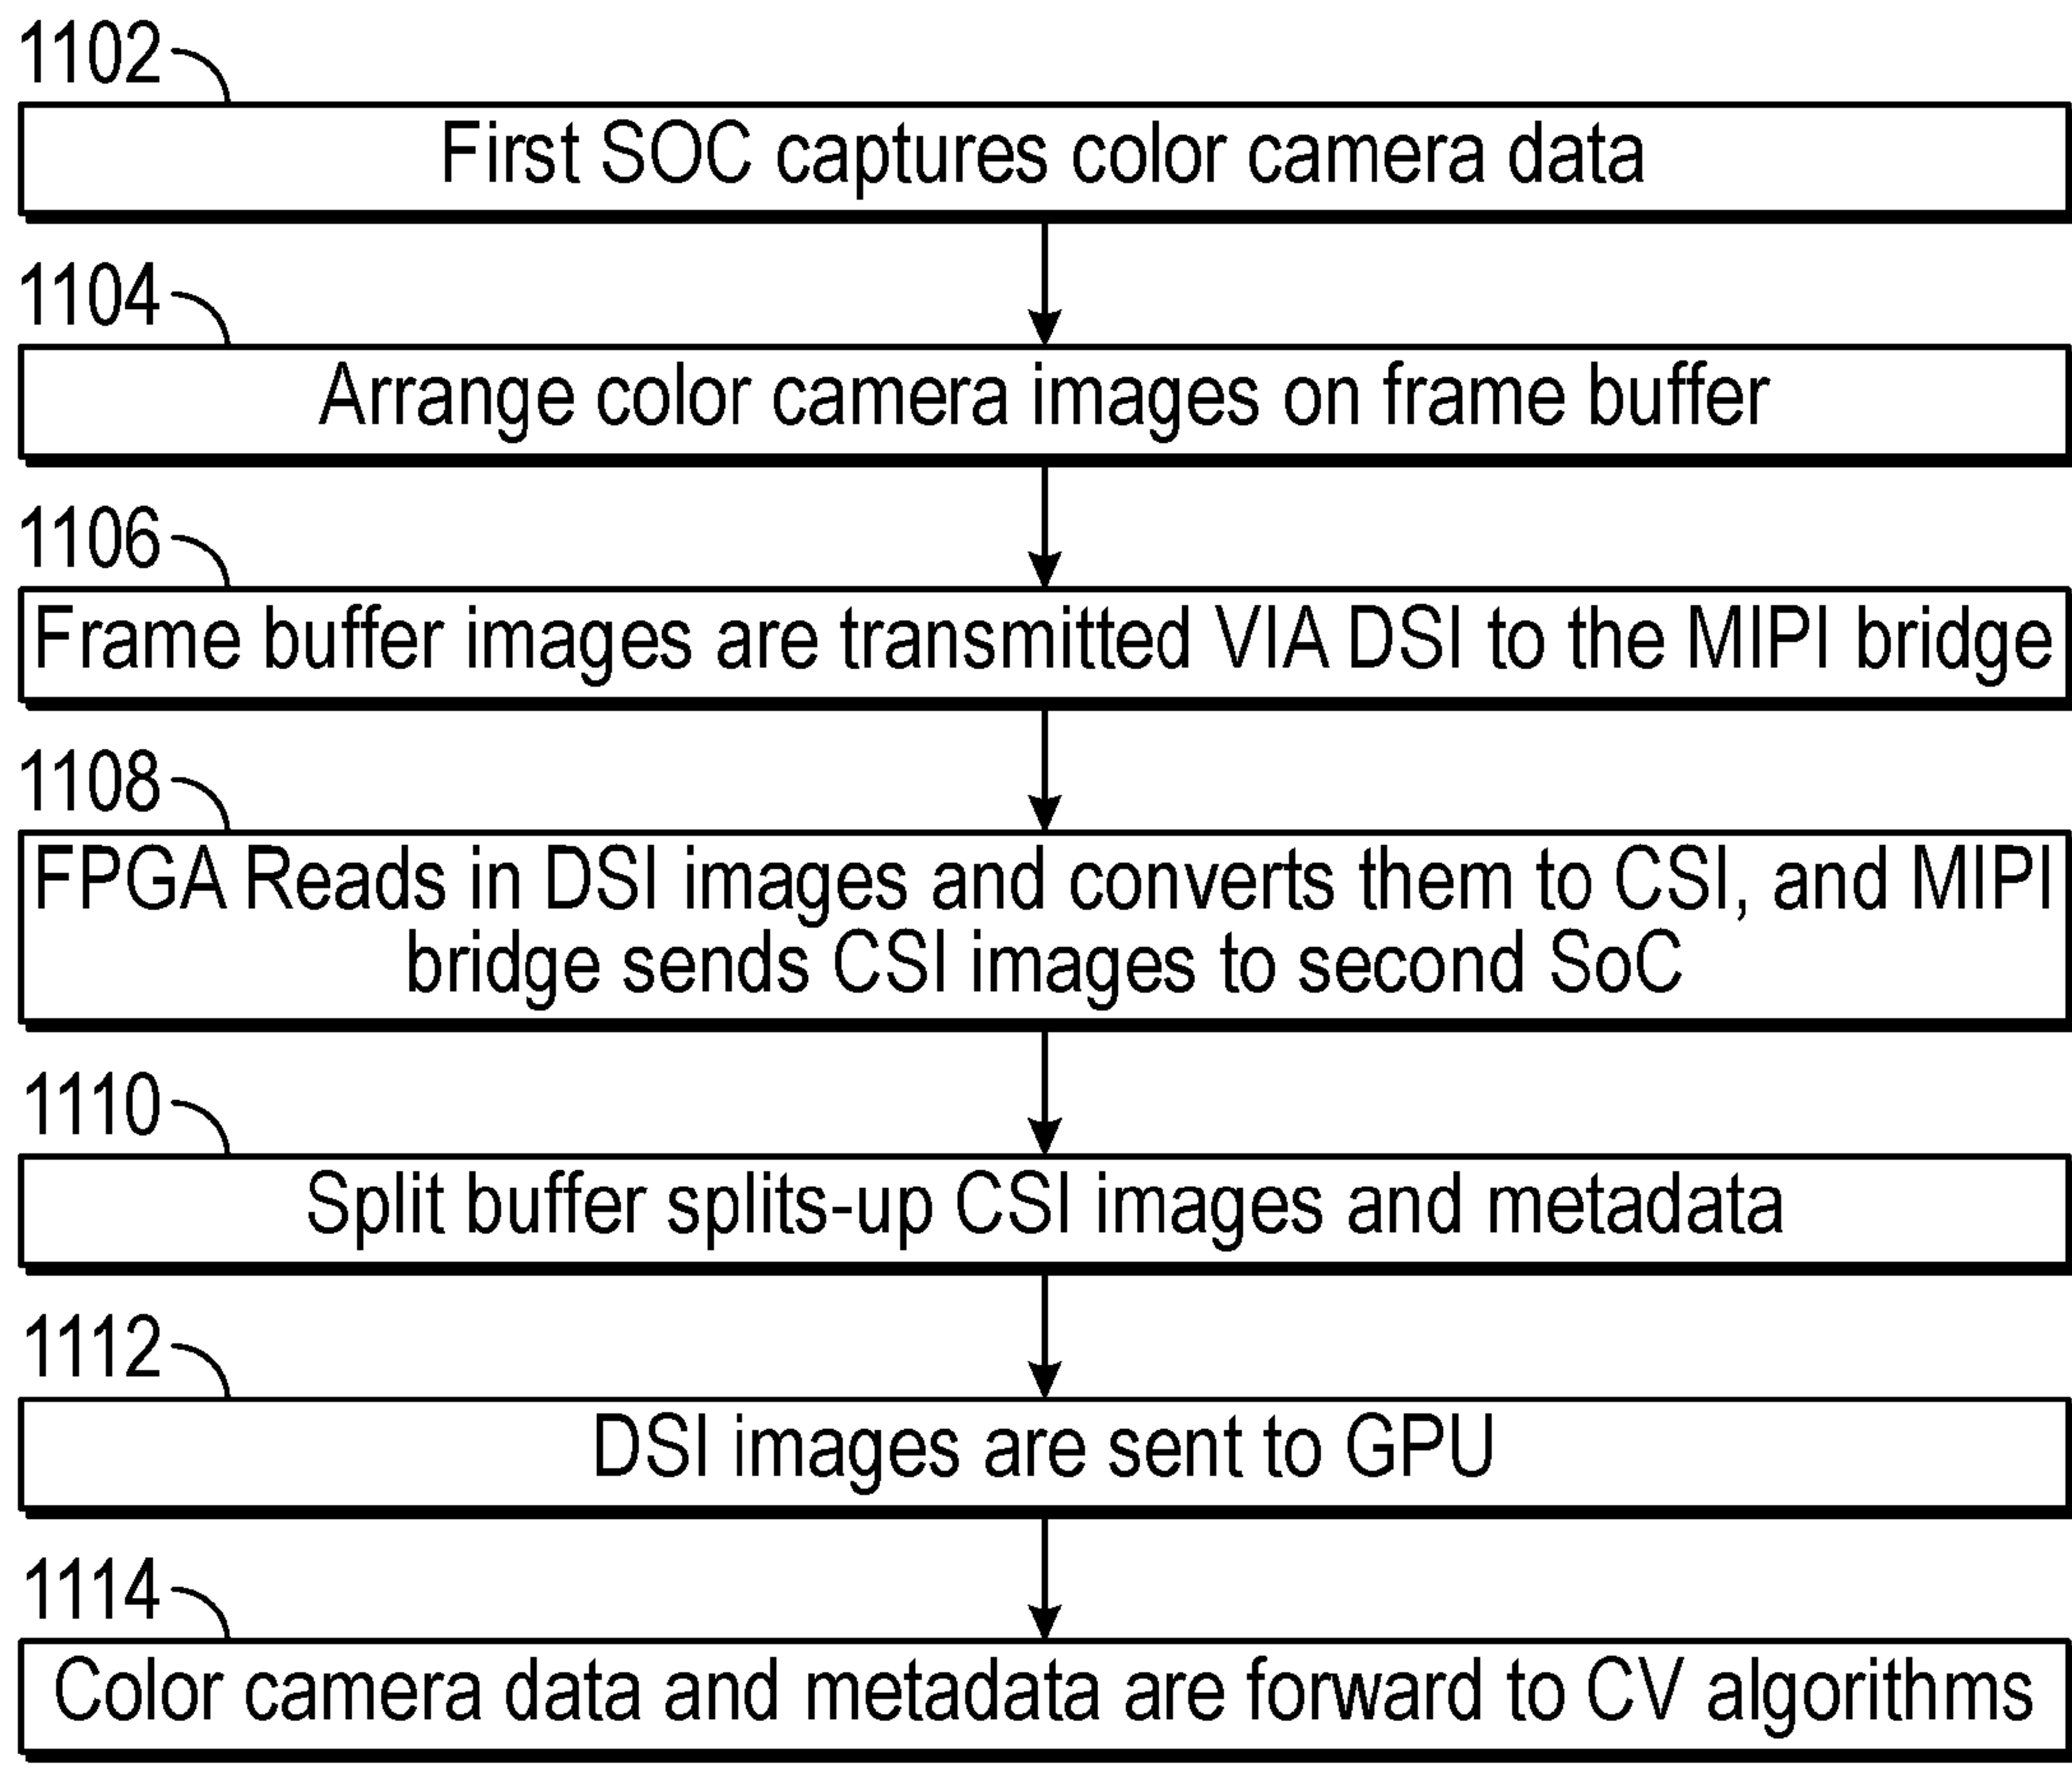 1102
First SOC captures color camera data
1104
Arrange color camera images on frame buffer
1106
Frame buffer images are transmitted VIA DSI to the MIPI bridge
1108
FPGA Reads in DSI images and converts them to CSI, and MIPI
bridge sends CSI images to second SoC
1110
Split buffer splits-up CSI images and metadata
1112
DSI images are sent to GPU
1114
Color camera data and metadata are forward to CV algorithms